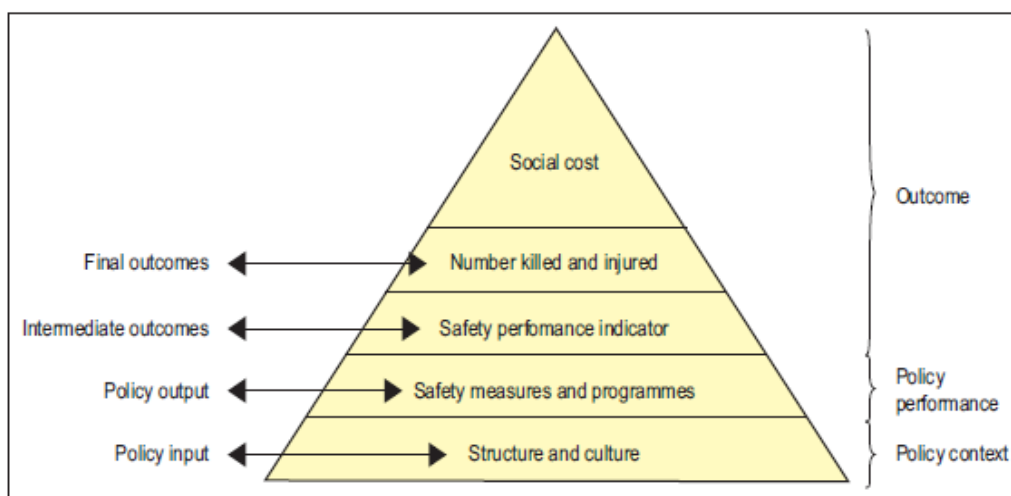 Social cost
Outcome
Final outcomes
Number killed and injured
Intermediate outcomes
Safety perfomance indicator
Policy output
Safety measures and programmes
Policy
performance
Policy input
Structure and culture
Policy context